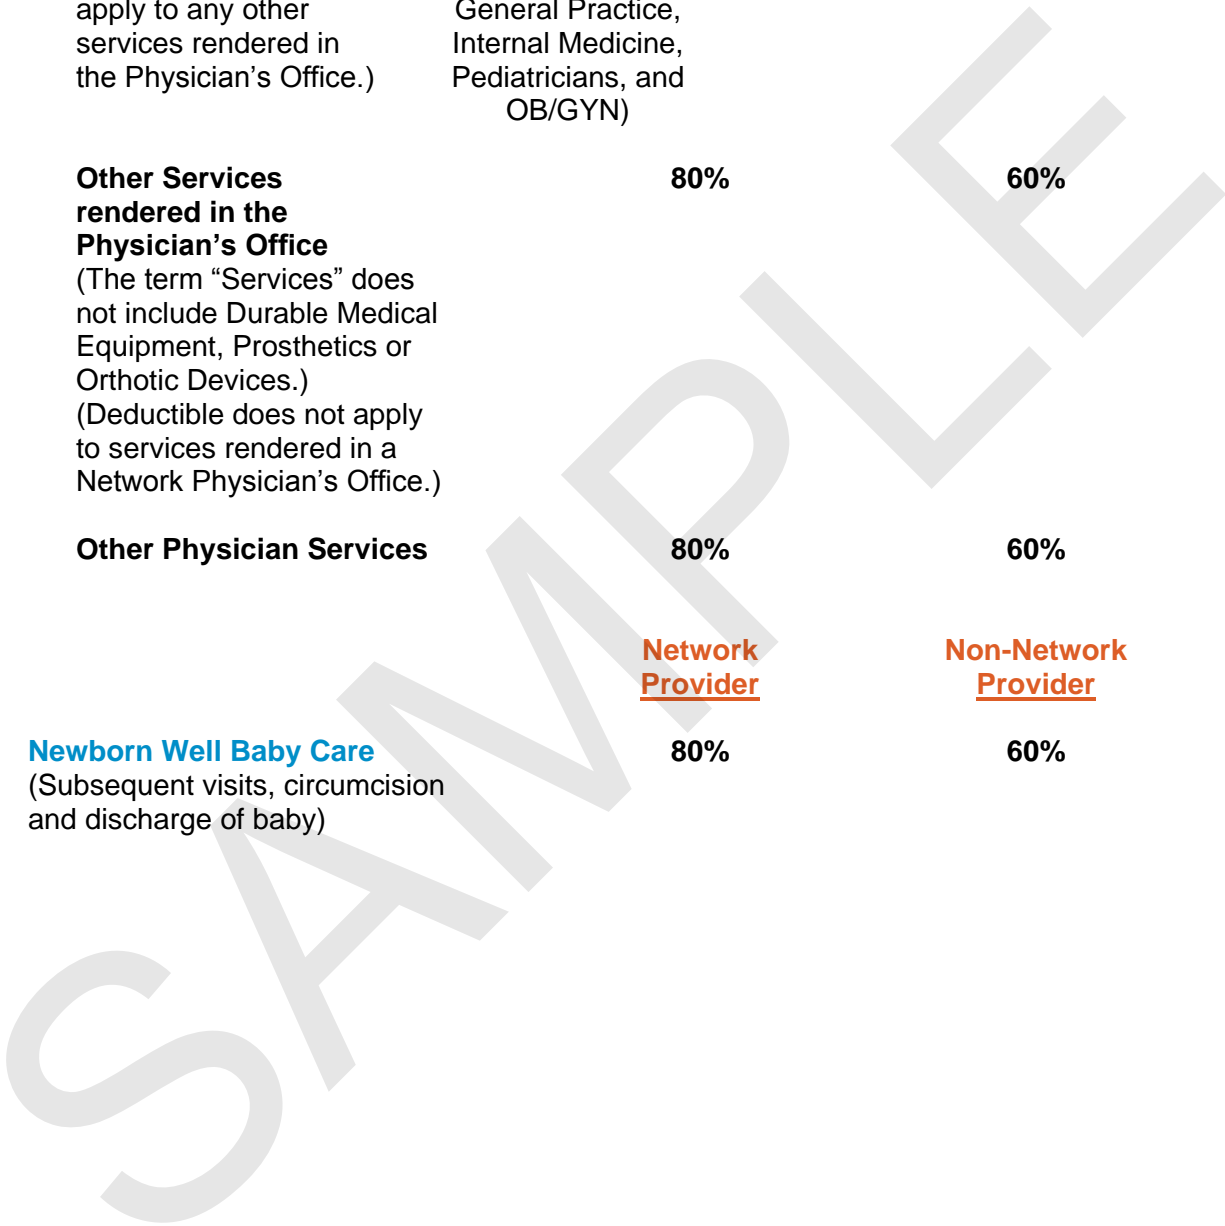 apply to any other General Practice,
services rendered in Internal Medicine,
the Physician’s Office.) Pediatricians, and
OB/GYN)
Other Services 80% 60%
rendered in the
Physician’s Office
(The term “Services” does
not include Durable Medical
Equipment, Prosthetics or
Orthotic Devices.)
(Deductible does not apply
to services rendered in a
Network Physician’s Office.)
Other Physician Services 80% 60%
Network Non-Network
Provider Provider
Newborn Well Baby Care 80% 60%
(Subsequent visits, circumcision
and discharge of baby)
SAMPLE